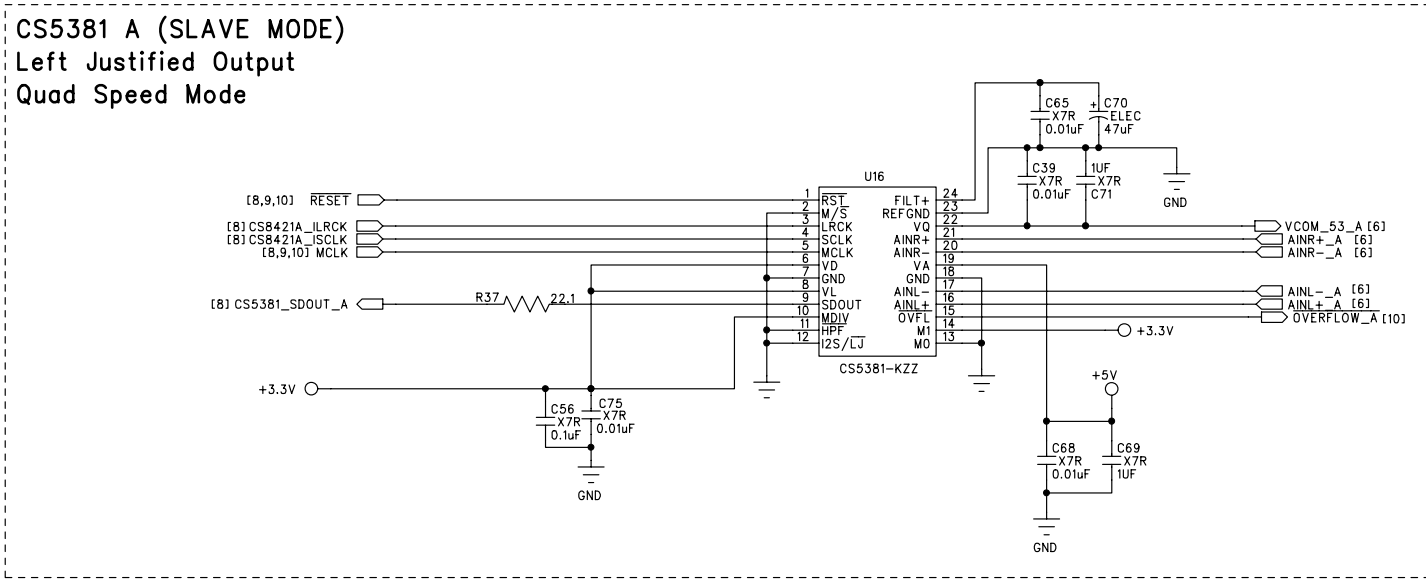 CS5381 A (SLAVE MODE)
Left Justified Output
Quad Speed Mode
C65
X7R
0.01uF
+ C70
ELEC
47uF
C39
X7R
0.01uF
1UF
X7R
C71
GND
U16
[8,9,10] RESET
[8] CS8421A_ILRCK
[8] CS8421A_ISCLK
[8,9,10] MCLK
[8] CS5381_SDOUT_A
R37
22.1
1 RST
2 M/S
3 LRCK
4 SCLK
5 MCLK
6 VD
7 GND
8 VL
9 SDOUT
10 MDIV
11 HPF
12 I2S/LJ
FILT+ 24
REFGND 23
VQ 22
AINR+ 21
AINR- 20
VA 19
GND 18
AINL- 17
AINL+ 16
OVFL 15
M1 14
M0 13
CS5381-KZZ
VCOM_53_A [6]
AINR+_A [6]
AINR-_A [6]
AINL-_A [6]
AINL+_A [6]
OVERFLOW_A [10]
+3.3V
+3.3V
C56
X7R
0.1uF
C75
X7R
0.01uF
GND
+5V
C68
X7R
0.01uF
C69
X7R
1UF
GND